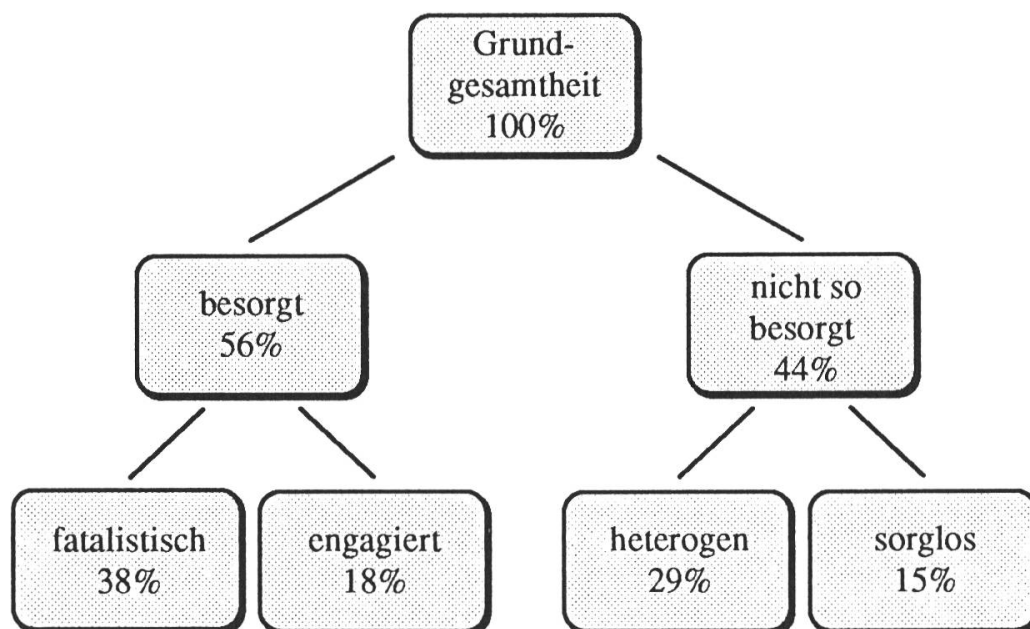 Grund-
gesamtheit
100%
besorgt
56%
nicht so
besorgt
44%
fatalistisch
38%
engagiert
18%
heterogen
29%
sorglos
15%